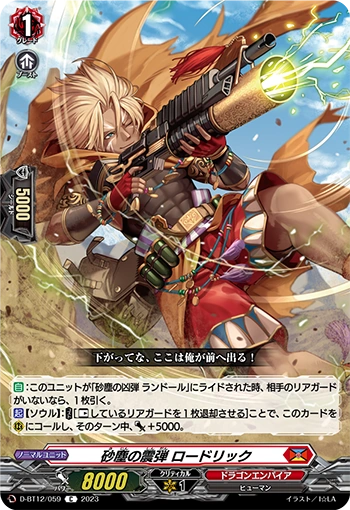 1
グレード
ブースト
5000
シールド
下がってな、ここは俺が前へ出る！
自:このユニットが「砂塵の凶弾 ランドール」にライドされた時、相手のリアガード
がいないなら、1枚引く。
起【ソウル】:[しているリアガードを1枚退却させる]ことで、このカードを
Rにコールし、そのターン中、+5000。
ノーマルユニット
砂塵の震弾 ロードリック
D-BT12/059 C 2023
パワー
8000
クリティカル
1
ドラゴンエンパイア
ヒューマン
イラスト/位LA